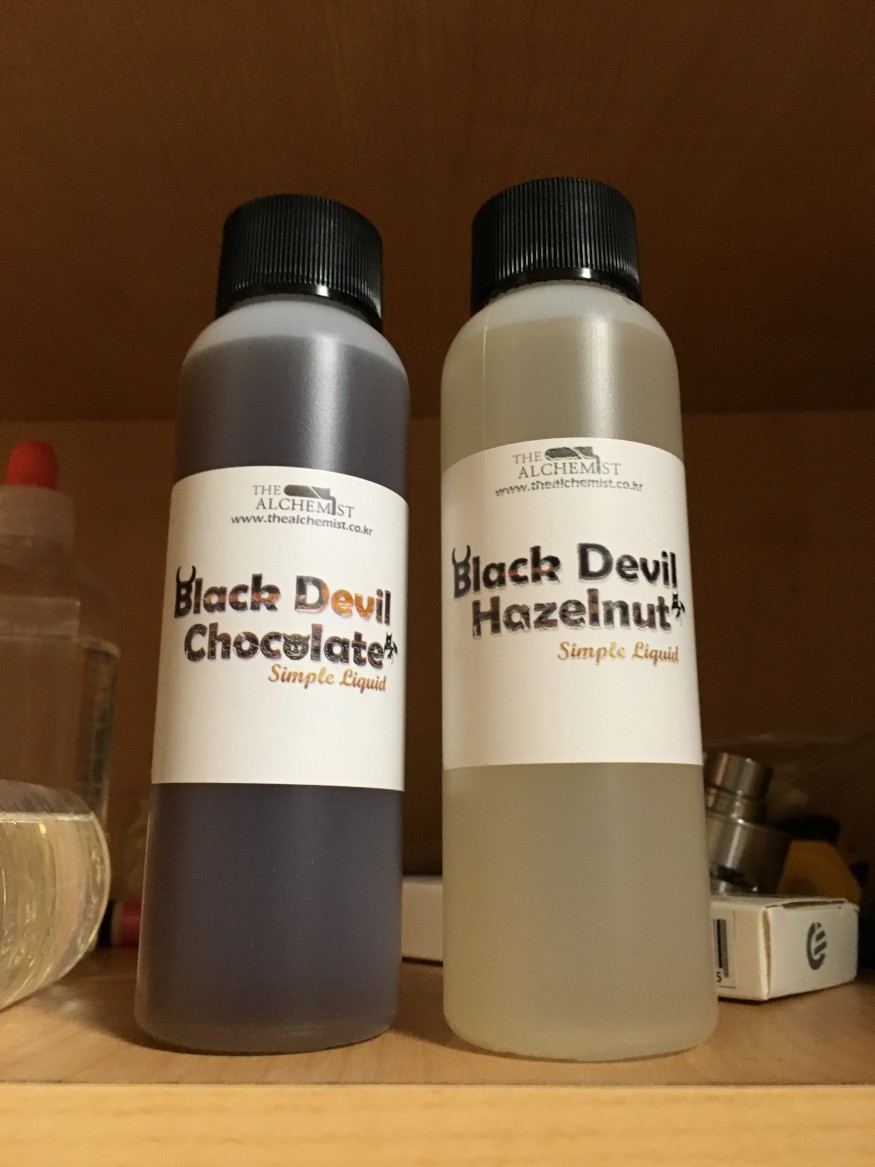 THE
ALCHEMIST
www.thealchemist.co.kr
Black Devil
Chocolate
Simple Liquid
THE
ALCHEMIST
www.thealchemist.co.kr
Black Devil
Hazelnut
Simple Liquid
5